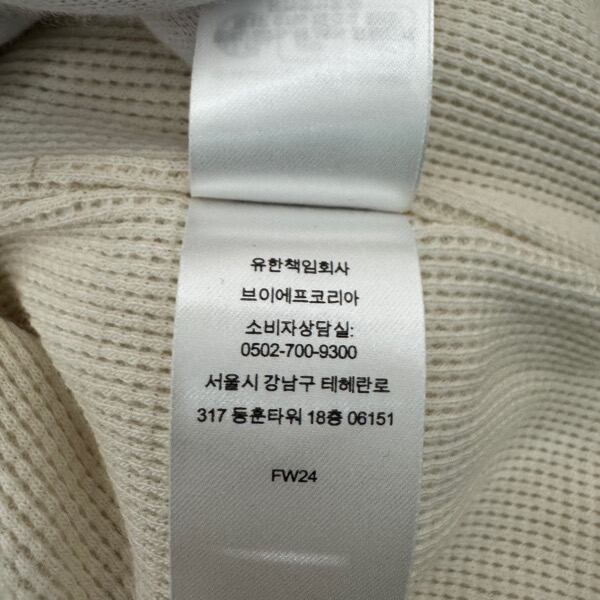 유한책임회사
브이에프코리아
소비자상담실:
0502-700-9300
서울시 강남구 테헤란로
317 동훈타워 18층 06151
FW24